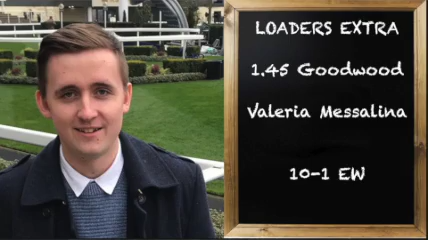 LOADERS EXTRA
1.45 Goodwood
Valeria Messalina
10-1 EW